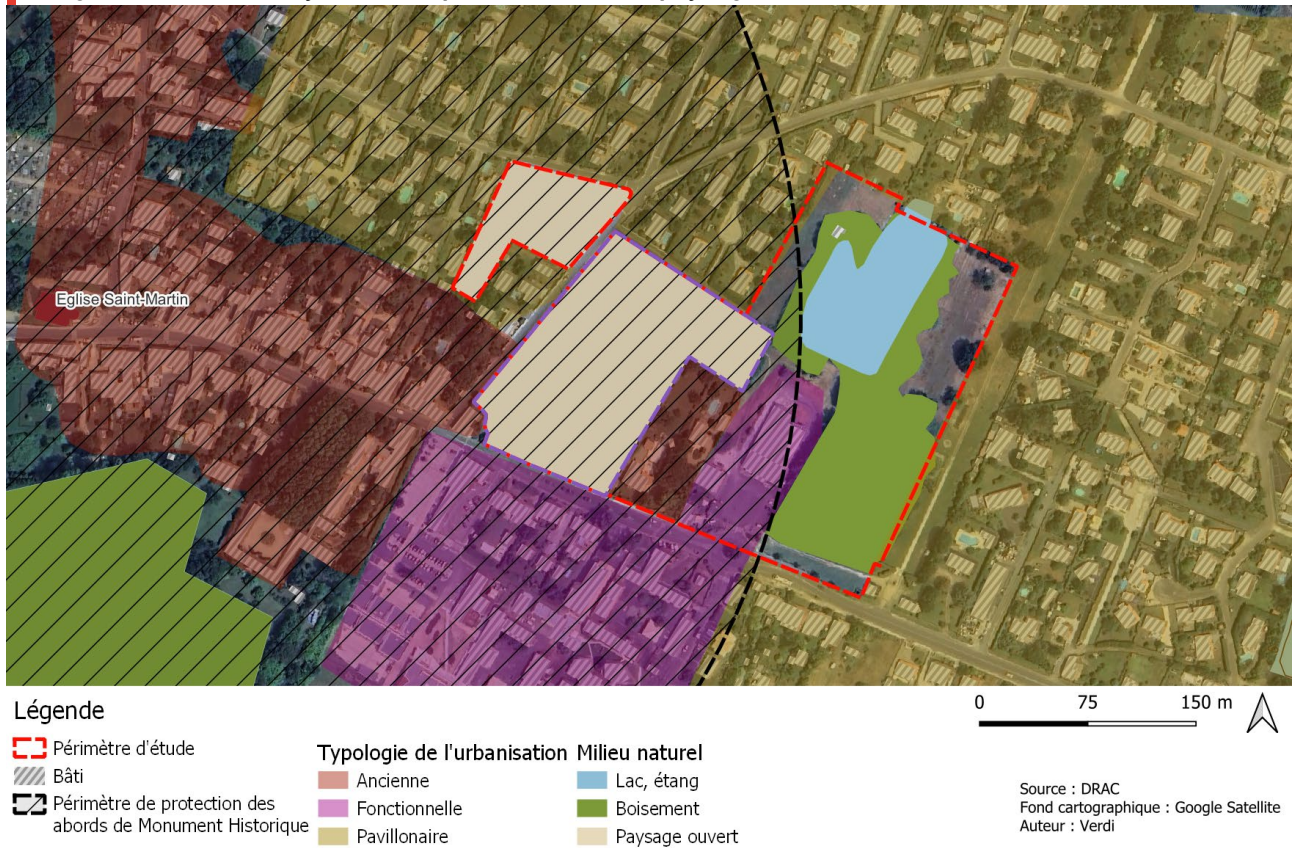 Eglise Saint-Martin
Légende
Périmètre d'étude
Bâti
Périmètre de protection des
abords de Monument Historique
Typologie de l'urbanisation
Ancienne
Fonctionnelle
Pavillonaire
Milieu naturel
Lac, étang
Boisement
Paysage ouvert
0 75 150 m
Source : DRAC
Fond cartographique : Google Satellite
Auteur : Verdi